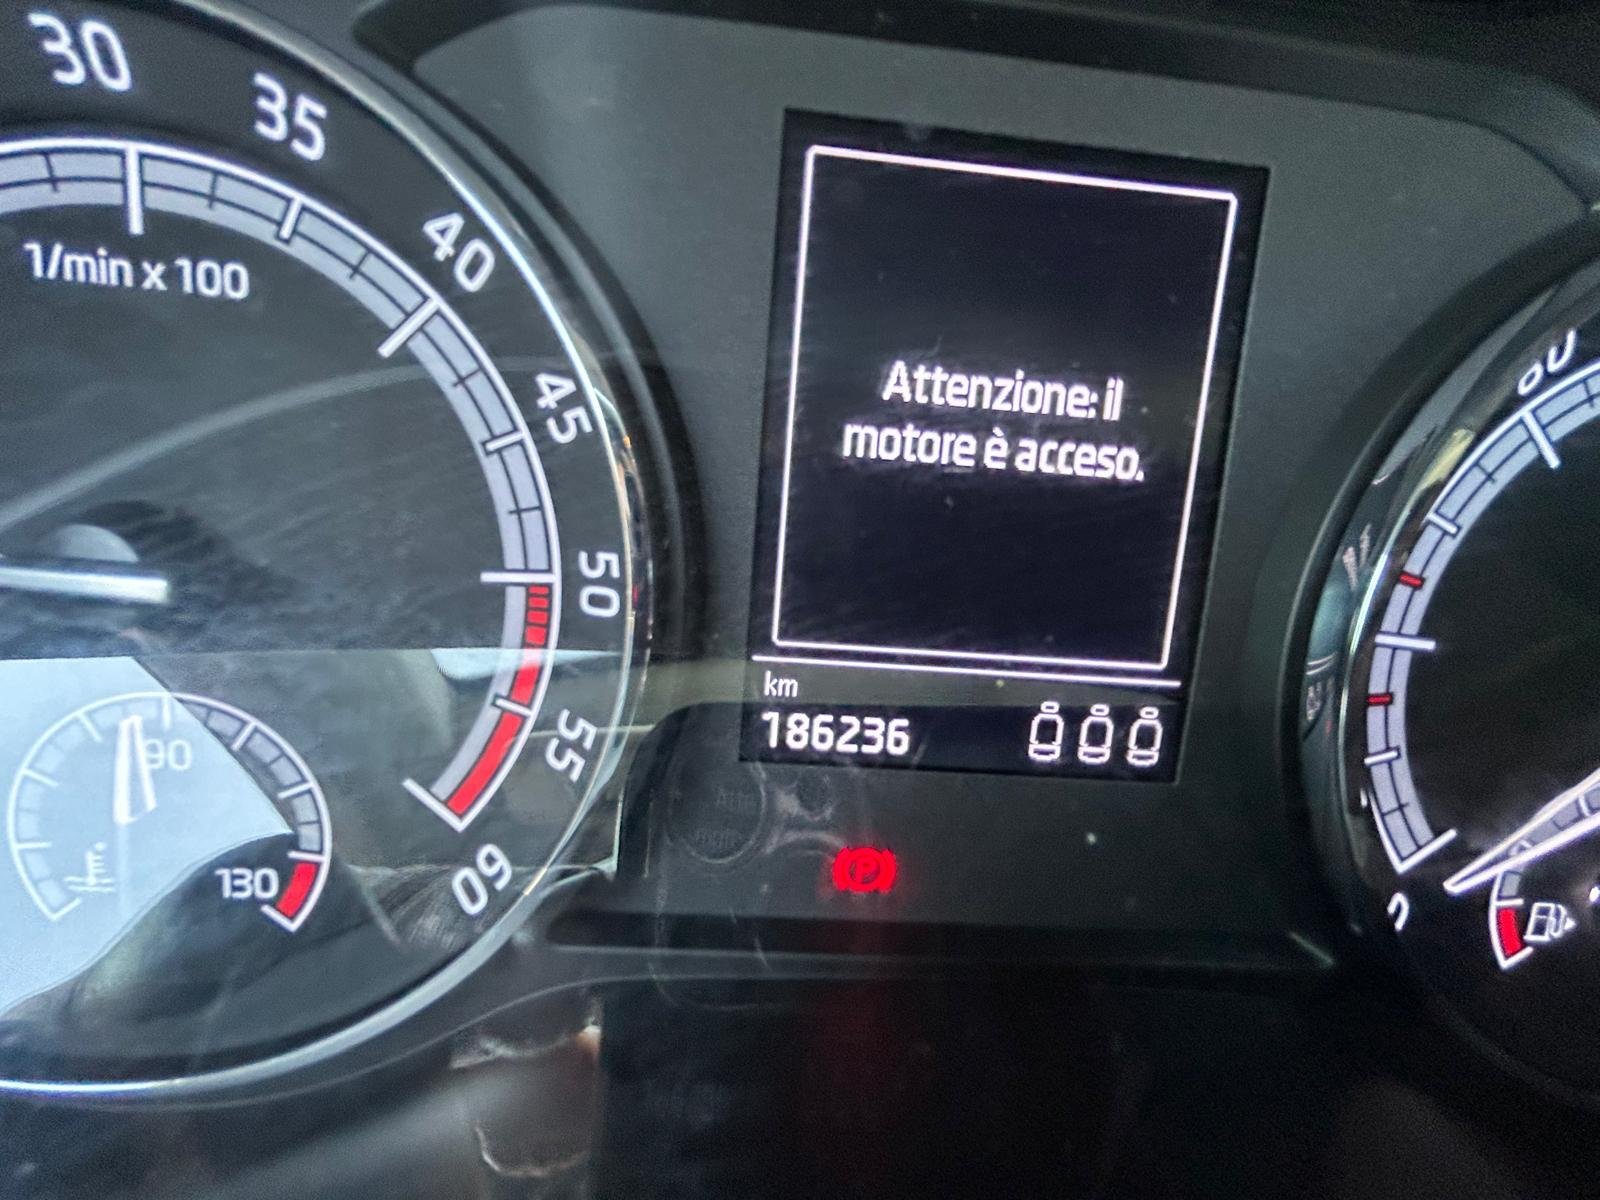 30
35
40
1/min x 100
45
50
55
60
90
130
Attenzione: il
motore è acceso.
km
186236
P